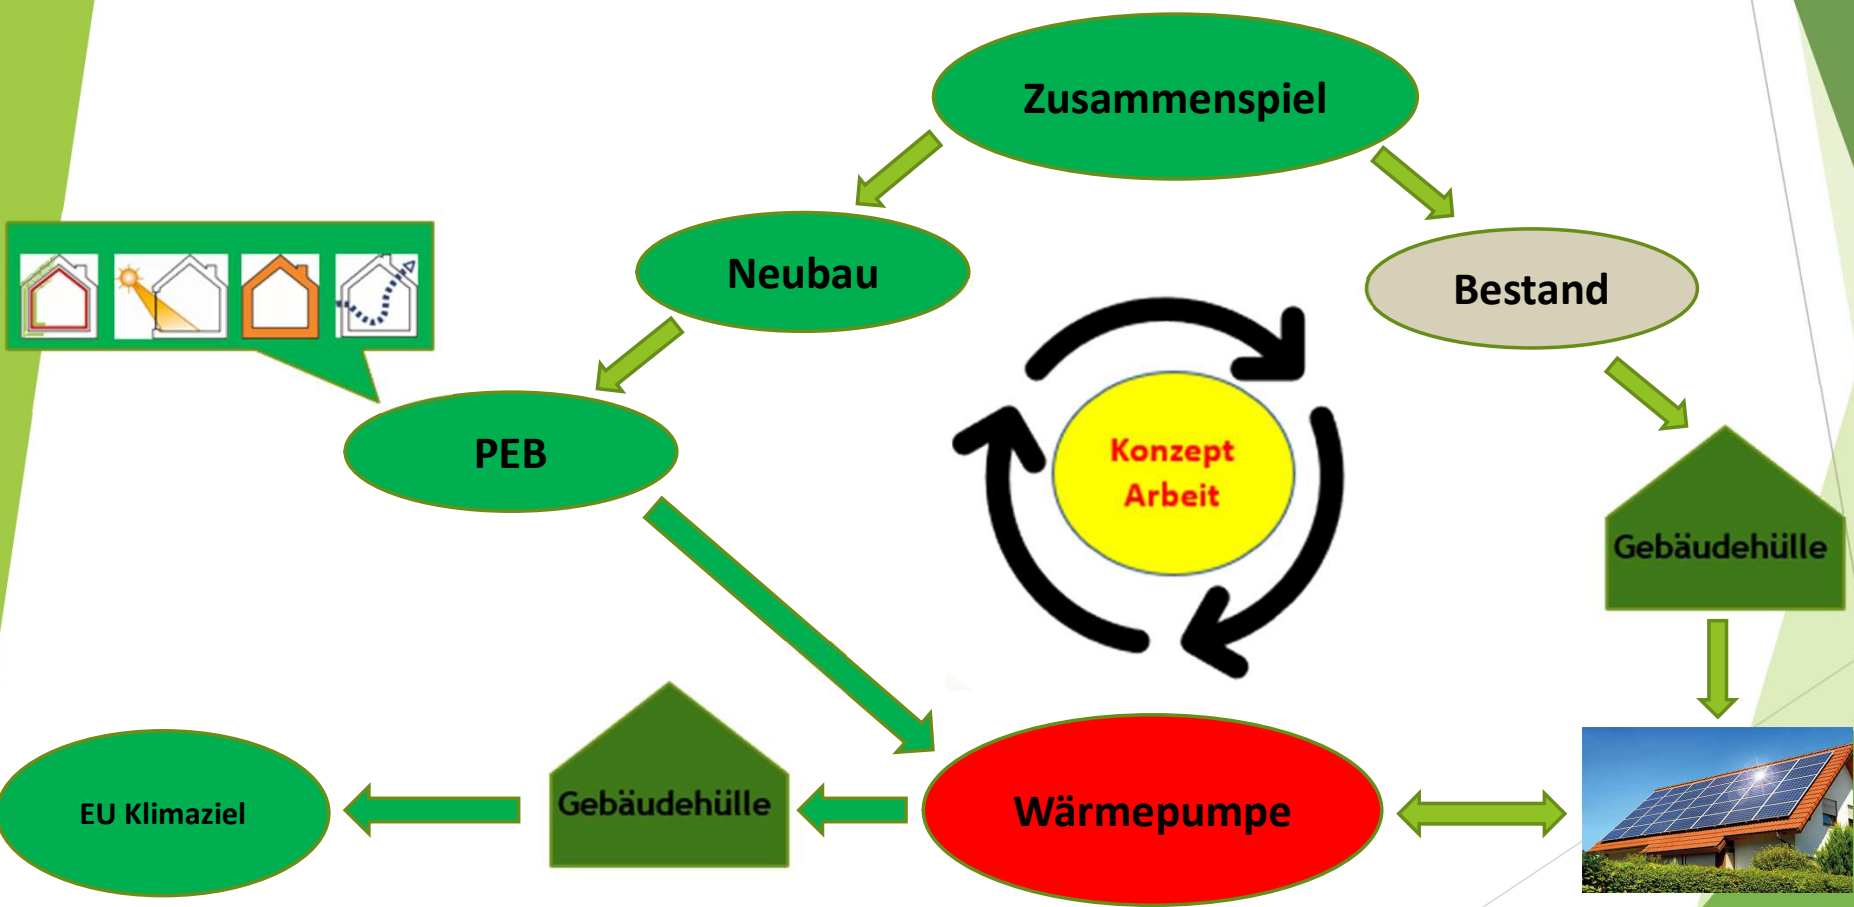 Zusammenspiel
Neubau
Bestand
PEB
Konzept
Arbeit
Gebäudehülle
EU Klimaziel
Gebäudehülle
Wärmepumpe